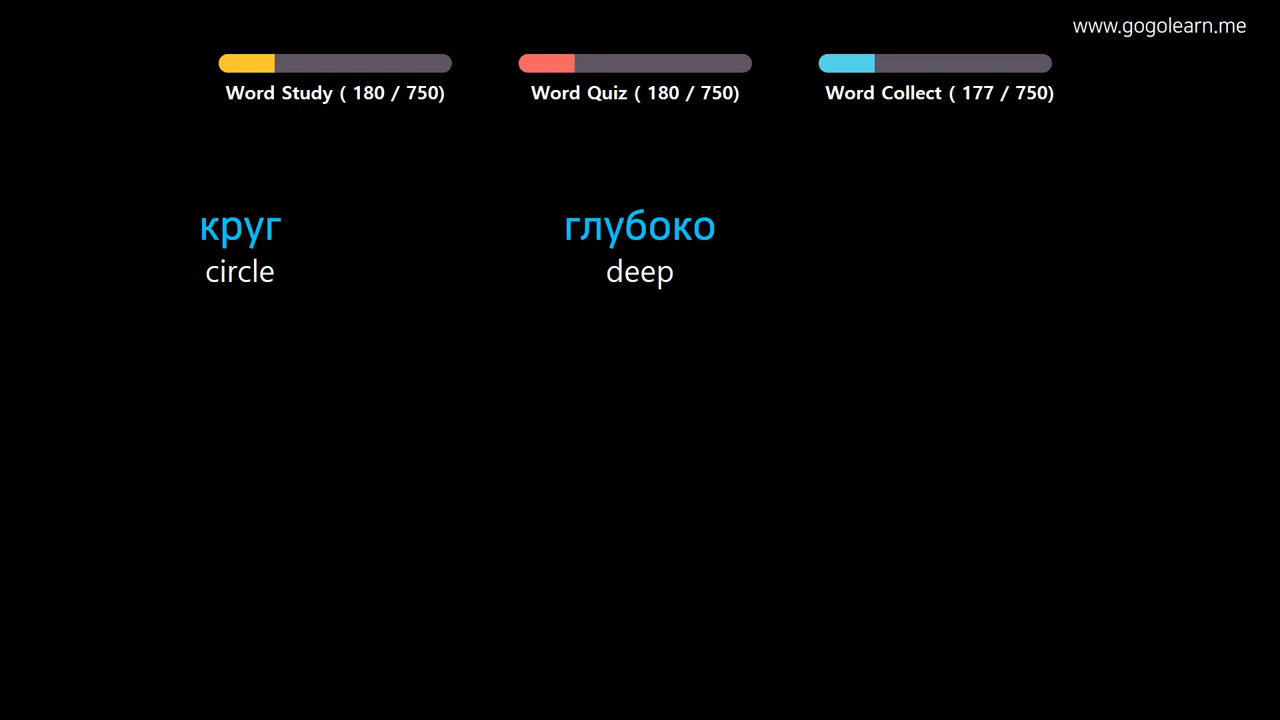 www.gogolearn.me
Word Study ( 180 / 750)
Word Quiz ( 180 / 750)
Word Collect ( 177 / 750)
круг
circle
глубоко
deep